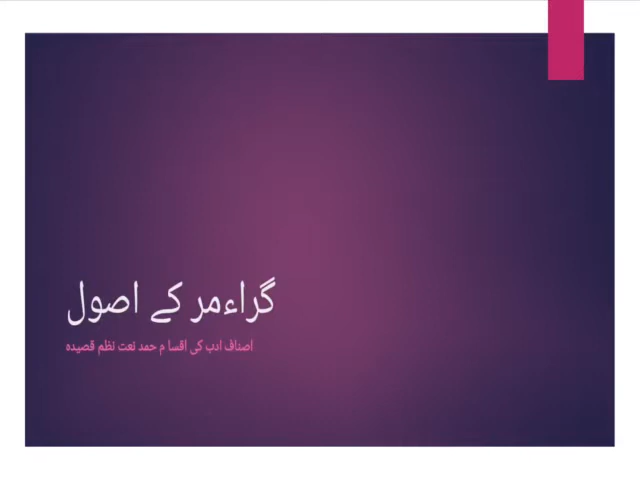 گراءمر کے اصول
اصناف ادب کی اقسا م حمد نعت نظم قصیدہ